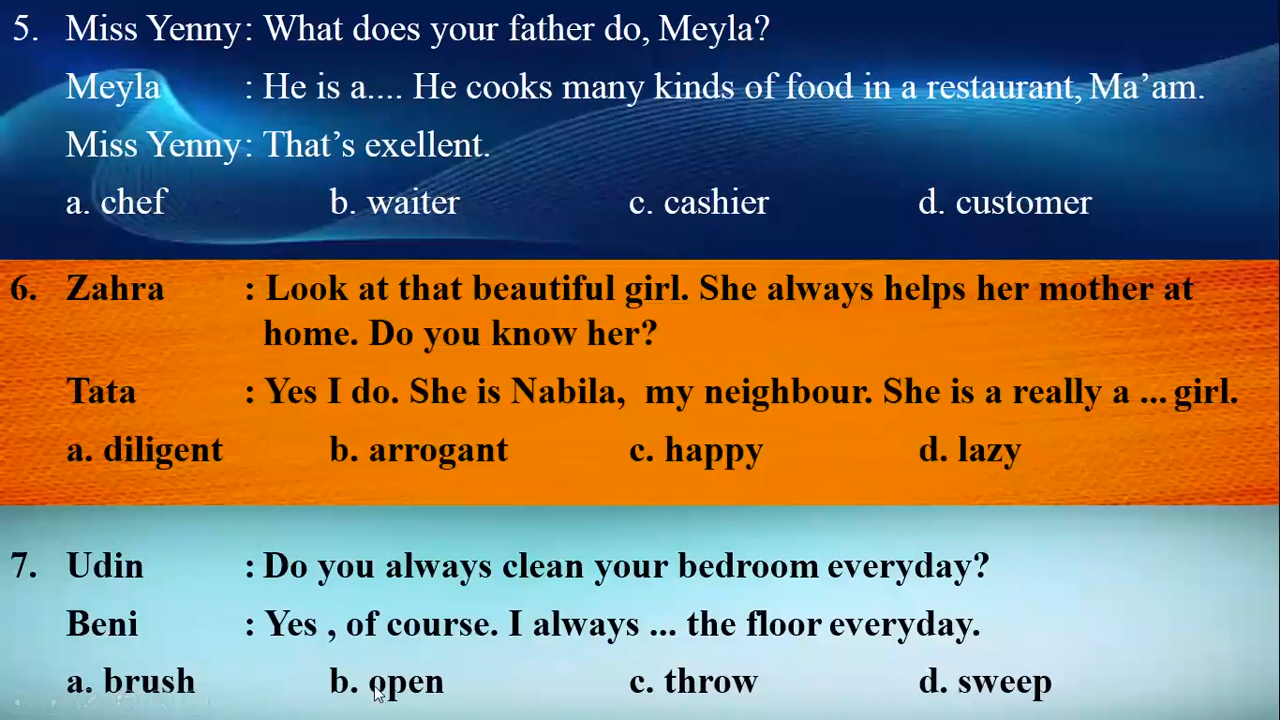 5. Miss Yenny : What does your father do, Meyla?
Meyla : He is a.... He cooks many kinds of food in a restaurant, Ma’am.
Miss Yenny : That’s exellent.
a. chef b. waiter c. cashier d. customer
6. Zahra : Look at that beautiful girl. She always helps her mother at
home. Do you know her?
Tata : Yes I do. She is Nabila, my neighbour. She is a really a ... girl.
a. diligent b. arrogant c. happy d. lazy
7. Udin : Do you always clean your bedroom everyday?
Beni : Yes , of course. I always ... the floor everyday.
a. brush b. open c. throw d. sweep